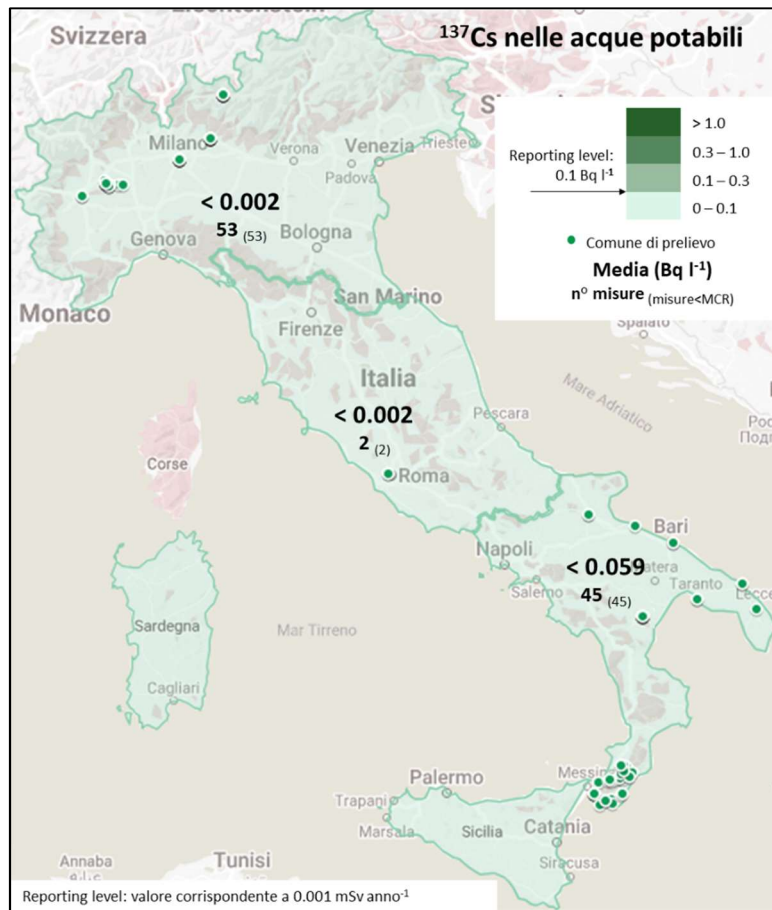 Svizzera
¹³⁷Cs nelle acque potabili
> 1.0
0.3 – 1.0
0.1 – 0.3
0 – 0.1
Reporting level:
0.1 Bq l⁻¹
Comune di prelievo
Media (Bq l⁻¹)
n° misure (misure<MCR)
Milano
Verona
Venezia
Trieste
Padova
< 0.002
53 (53)
Genova
Bologna
Monaco
San Marino
Firenze
Spalato
Italia
Mare Adriatico
< 0.002
2 (2)
Pescara
Corse
Roma
Bari
Napoli
< 0.059
45 (45)
Salerno
Taranto
Lecce
Sardegna
Mar Tirreno
Cagliari
Palermo
Trapani
Marsala
Sicilia
Catania
Siracusa
Annaba
Tunisi
Reporting level: valore corrispondente a 0.001 mSv anno⁻¹